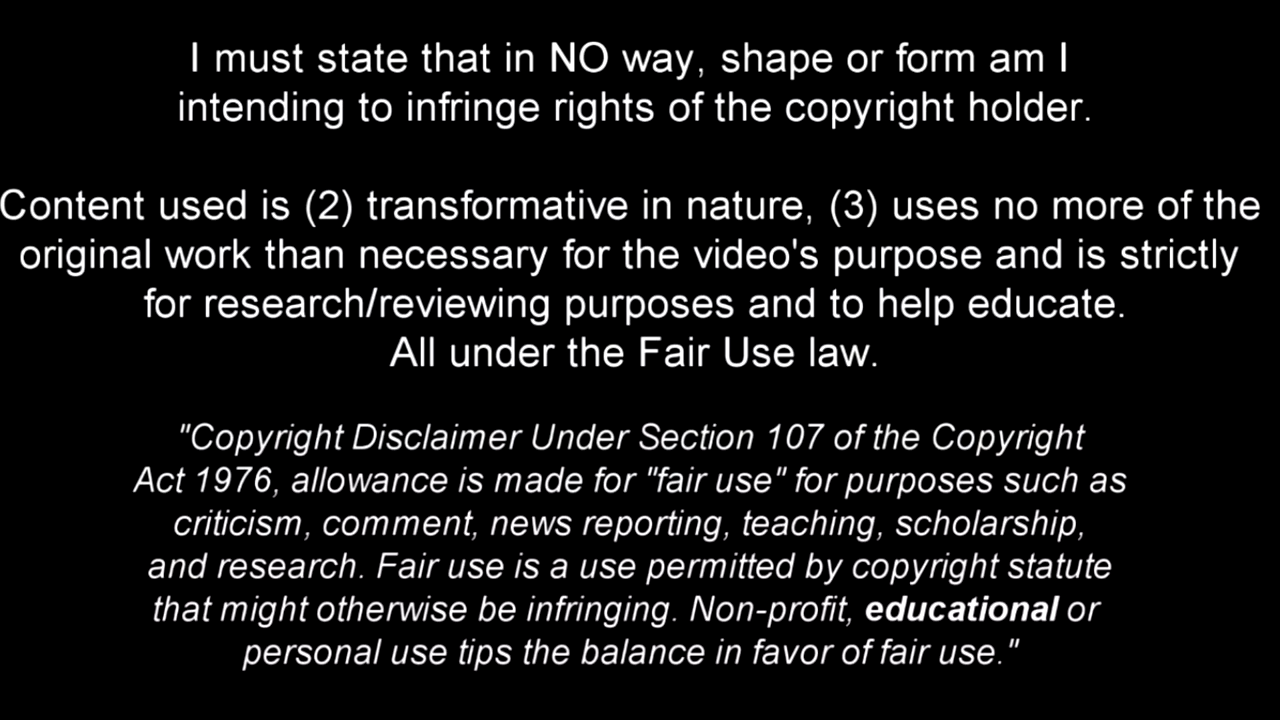 I must state that in NO way, shape or form am I
intending to infringe rights of the copyright holder.
Content used is (2) transformative in nature, (3) uses no more of the
original work than necessary for the video's purpose and is strictly
for research/reviewing purposes and to help educate.
All under the Fair Use law.
"Copyright Disclaimer Under Section 107 of the Copyright
Act 1976, allowance is made for "fair use" for purposes such as
criticism, comment, news reporting, teaching, scholarship,
and research. Fair use is a use permitted by copyright statute
that might otherwise be infringing. Non-profit, educational or
personal use tips the balance in favor of fair use."